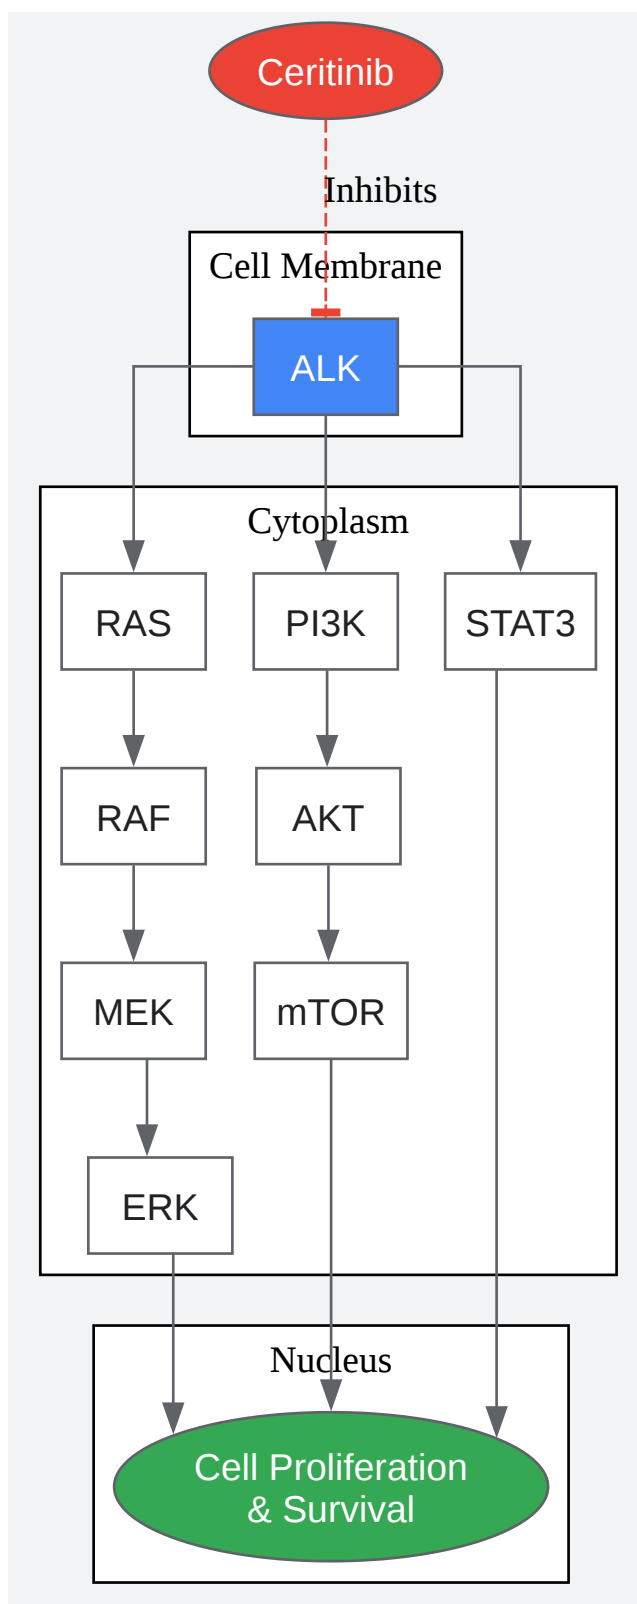 Ceritinib
Inhibits
Cell Membrane
ALK
Cytoplasm
RAS
PI3K
STAT3
RAF
AKT
MEK
mTOR
ERK
Nucleus
Cell Proliferation
& Survival